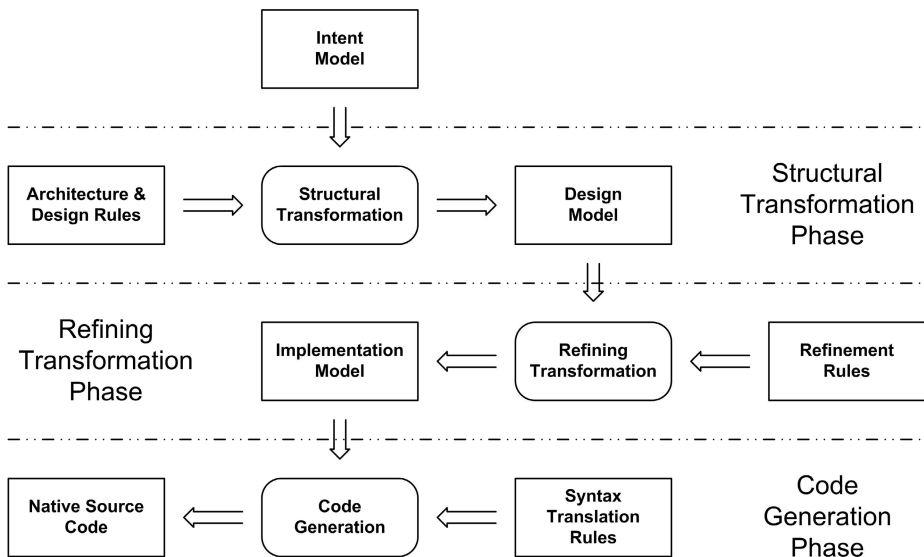 Intent
Model
Architecture &
Design Rules
Structural
Transformation
Design
Model
Structural
Transformation
Phase
Refining
Transformation
Phase
Implementation
Model
Refining
Transformation
Refinement
Rules
Native Source
Code
Code
Generation
Syntax
Translation
Rules
Code
Generation
Phase